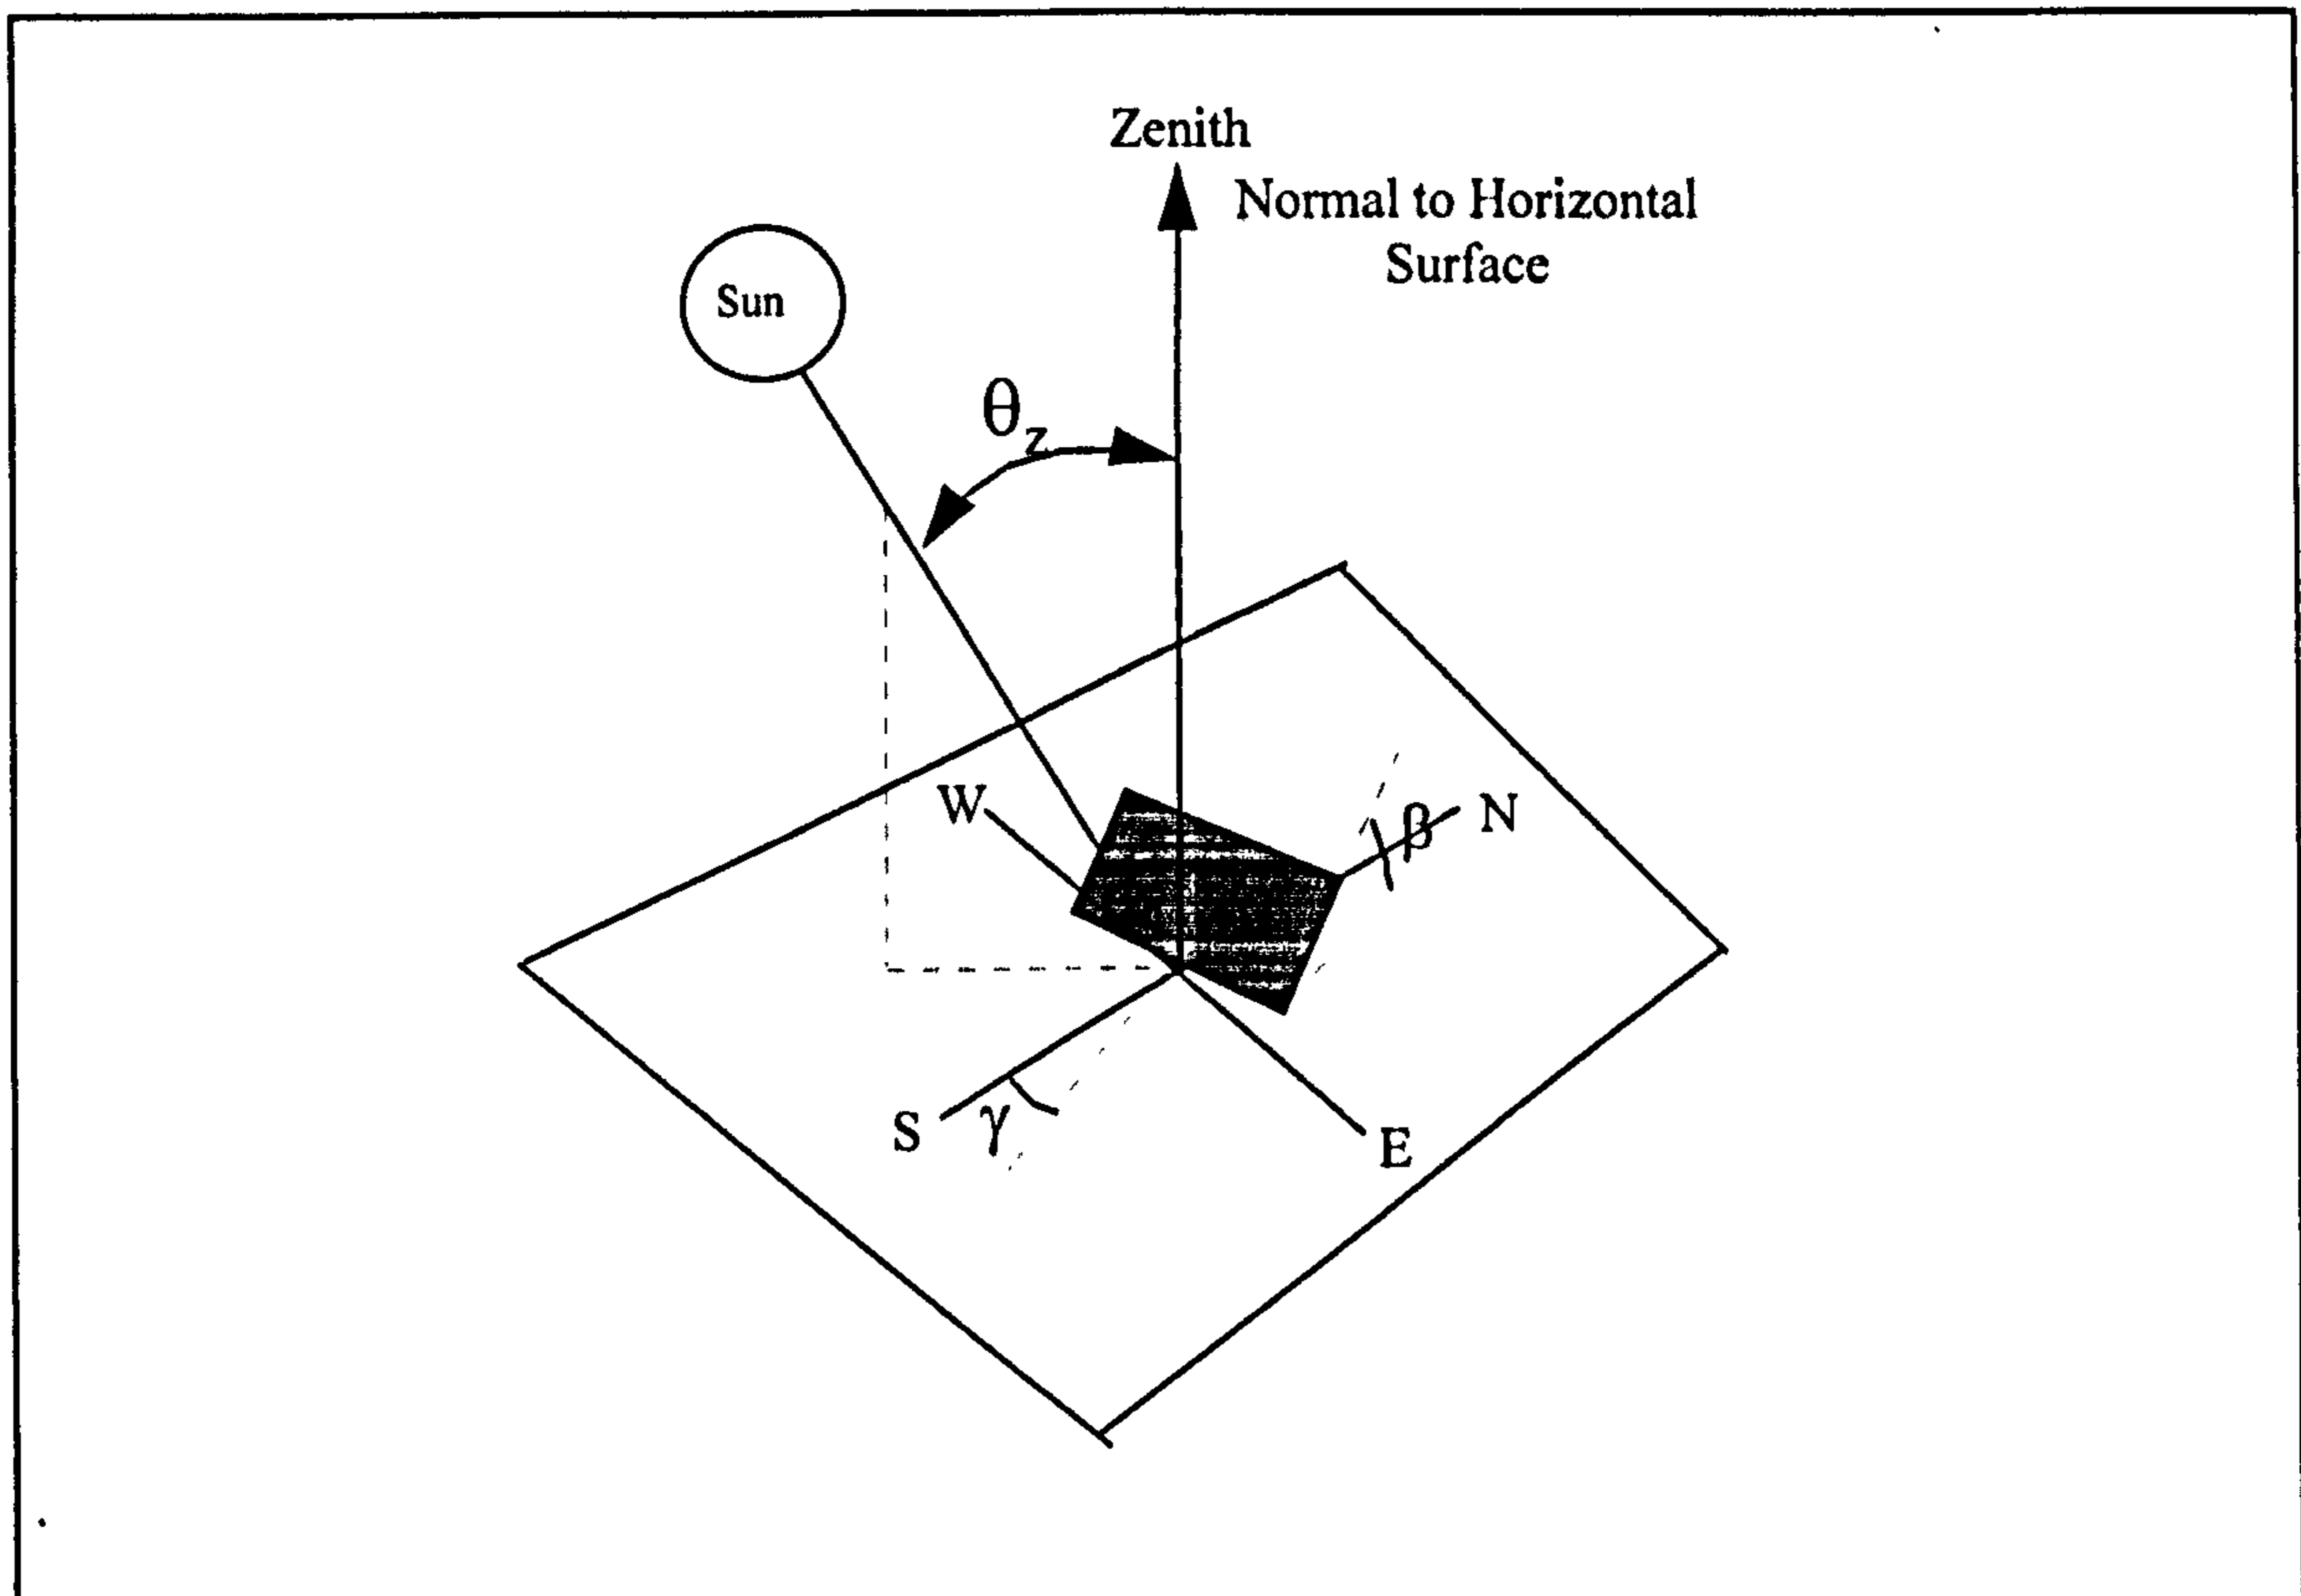 Zenith
Normal to Horizontal
Surface
Sun
θz
W
β
N
S
γ
E